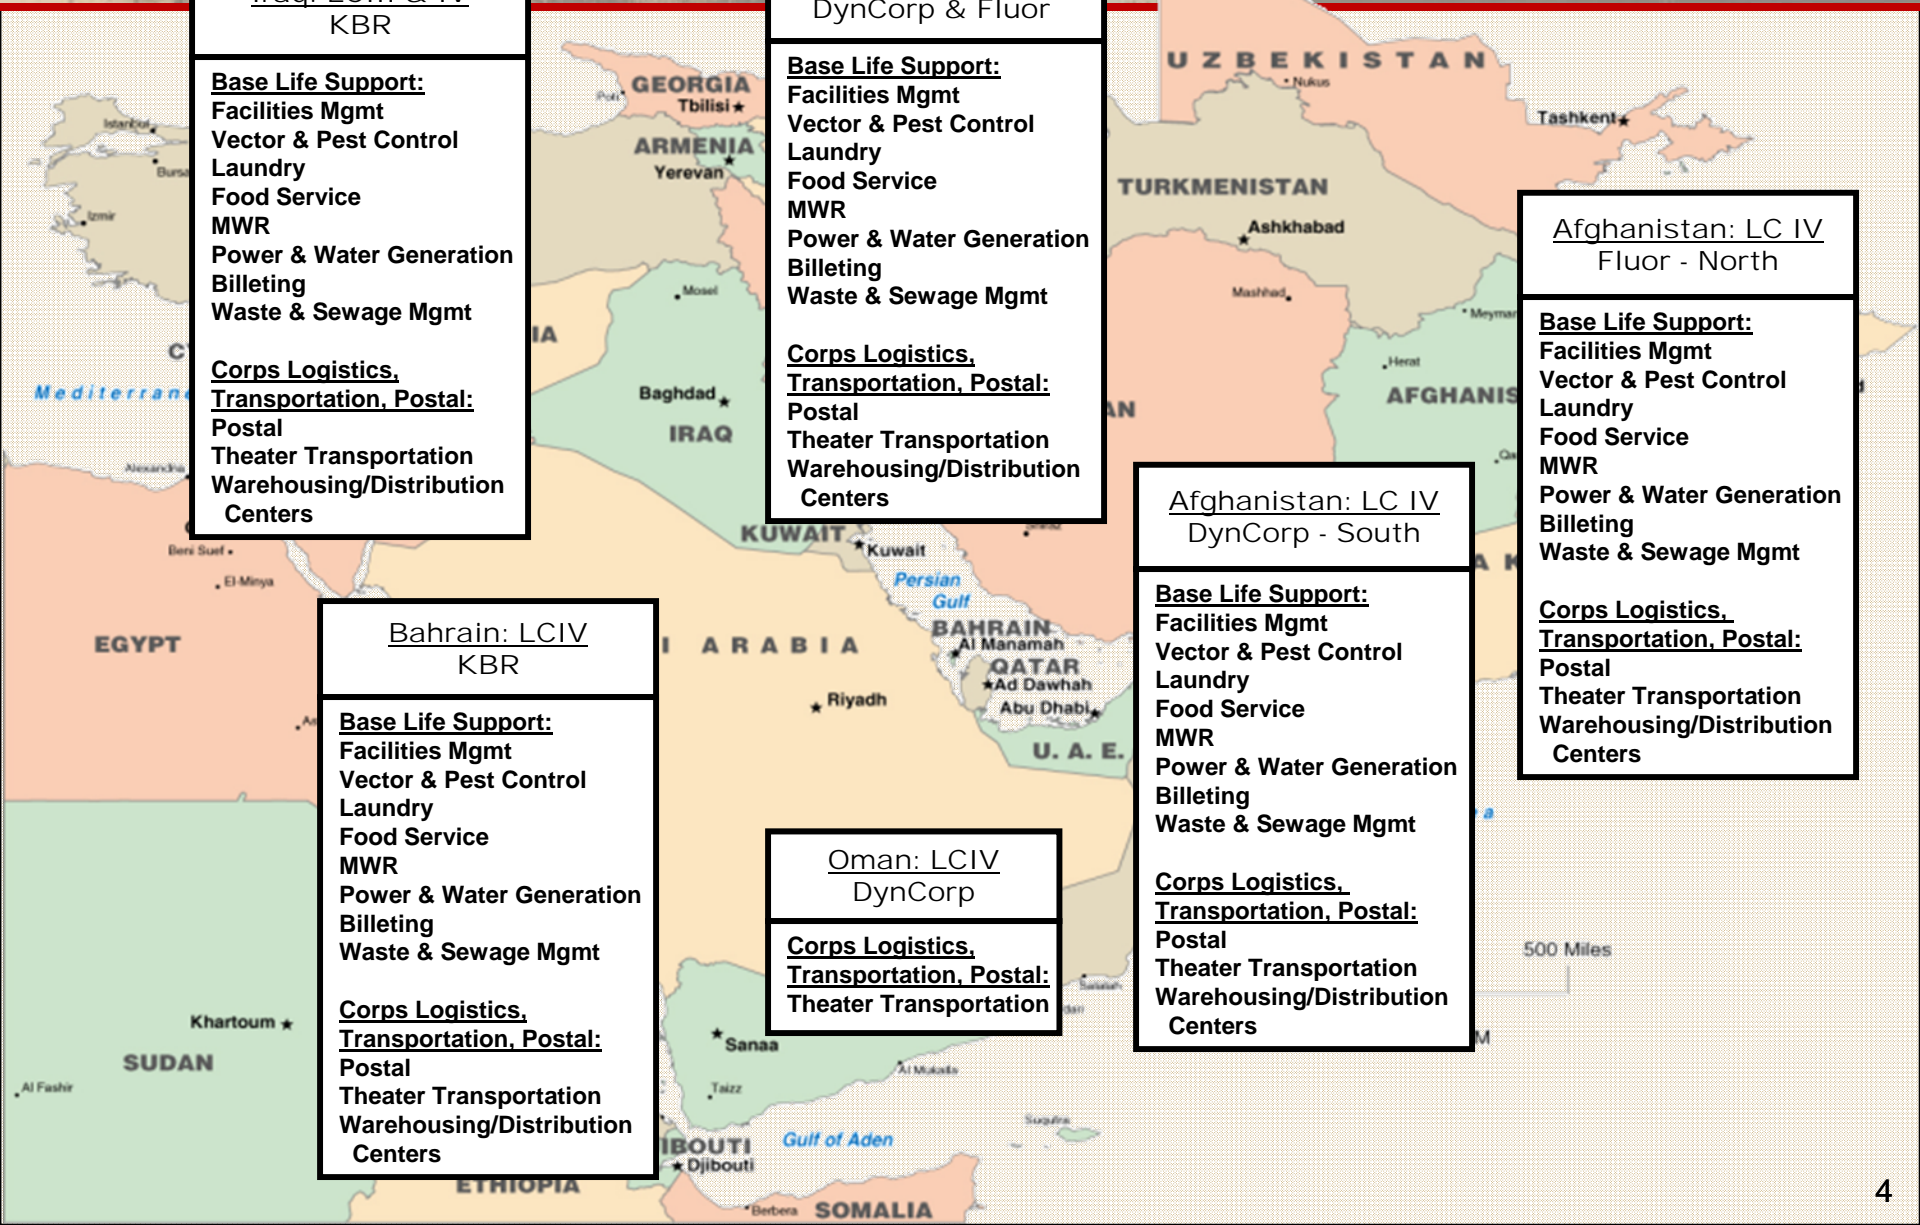 KBR
Base Life Support:
Facilities Mgmt
Vector & Pest Control
Laundry
Food Service
MWR
Power & Water Generation
Billeting
Waste & Sewage Mgmt
Corps Logistics,
Transportation, Postal:
Postal
Theater Transportation
Warehousing/Distribution
Centers
DynCorp & Fluor
Base Life Support:
Facilities Mgmt
Vector & Pest Control
Laundry
Food Service
MWR
Power & Water Generation
Billeting
Waste & Sewage Mgmt
Corps Logistics,
Transportation, Postal:
Postal
Theater Transportation
Warehousing/Distribution
Centers
Afghanistan: LC IV
Fluor - North
Base Life Support:
Facilities Mgmt
Vector & Pest Control
Laundry
Food Service
MWR
Power & Water Generation
Billeting
Waste & Sewage Mgmt
Corps Logistics,
Transportation, Postal:
Postal
Theater Transportation
Warehousing/Distribution
Centers
Afghanistan: LC IV
DynCorp - South
Base Life Support:
Facilities Mgmt
Vector & Pest Control
Laundry
Food Service
MWR
Power & Water Generation
Billeting
Waste & Sewage Mgmt
Corps Logistics,
Transportation, Postal:
Postal
Theater Transportation
Warehousing/Distribution
Centers
Bahrain: LCIV
KBR
Base Life Support:
Facilities Mgmt
Vector & Pest Control
Laundry
Food Service
MWR
Power & Water Generation
Billeting
Waste & Sewage Mgmt
Corps Logistics,
Transportation, Postal:
Postal
Theater Transportation
Warehousing/Distribution
Centers
Oman: LCIV
DynCorp
Corps Logistics,
Transportation, Postal:
Theater Transportation
UZBEKISTAN
Nukus
GEORGIA
Tbilisi
Tashkent
Istanbul
ARMENIA
Yerevan
TURKMENISTAN
Izmir
Ashkhabad
Mosel
Mashhad
Herat
Baghdad
IRAQ
KUWAIT
Kuwait
Beni Suef
El-Minya
Persian
Gulf
EGYPT
ARABIA
BAHRAIN
Al Manamah
QATAR
Ad Dawhah
Riyadh
Abu Dhabi
U. A. E.
500 Miles
Khartoum
SUDAN
Sanaa
Al Fashir
Al Mukalla
Taizz
Gulf of Aden
Djibouti
ETHIOPIA
Berbera
SOMALIA
4